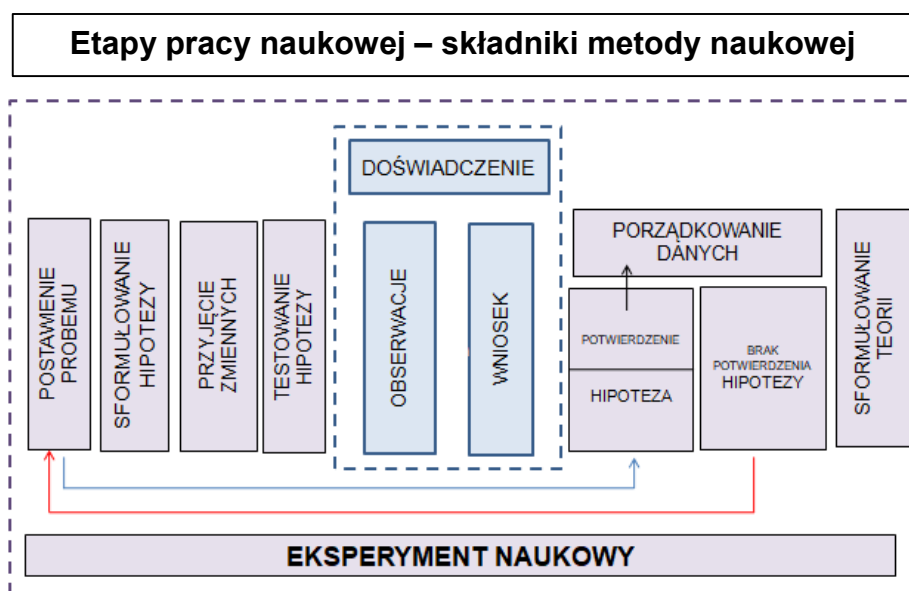 Etapy pracy naukowej – składniki metody naukowej
POSTAMIENIE
PROBEMU
SFORMUŁOWANIE
HIPOTEZY
PRZYJĘCIE
ZMIENNYCH
TESTOWANIE
HIPOTEZY
DOŚWIADCZENIE
OBSERWACJE
WNIOSEK
PORZĄDKOWANIE
DANYCH
POTWIERDZENIE
HIPOTEZA
BRAK
POTWIERDZENIA
HIPOTEZY
SFORMUŁOWANIE
TEORII
EKSPERYMENT NAUKOWY